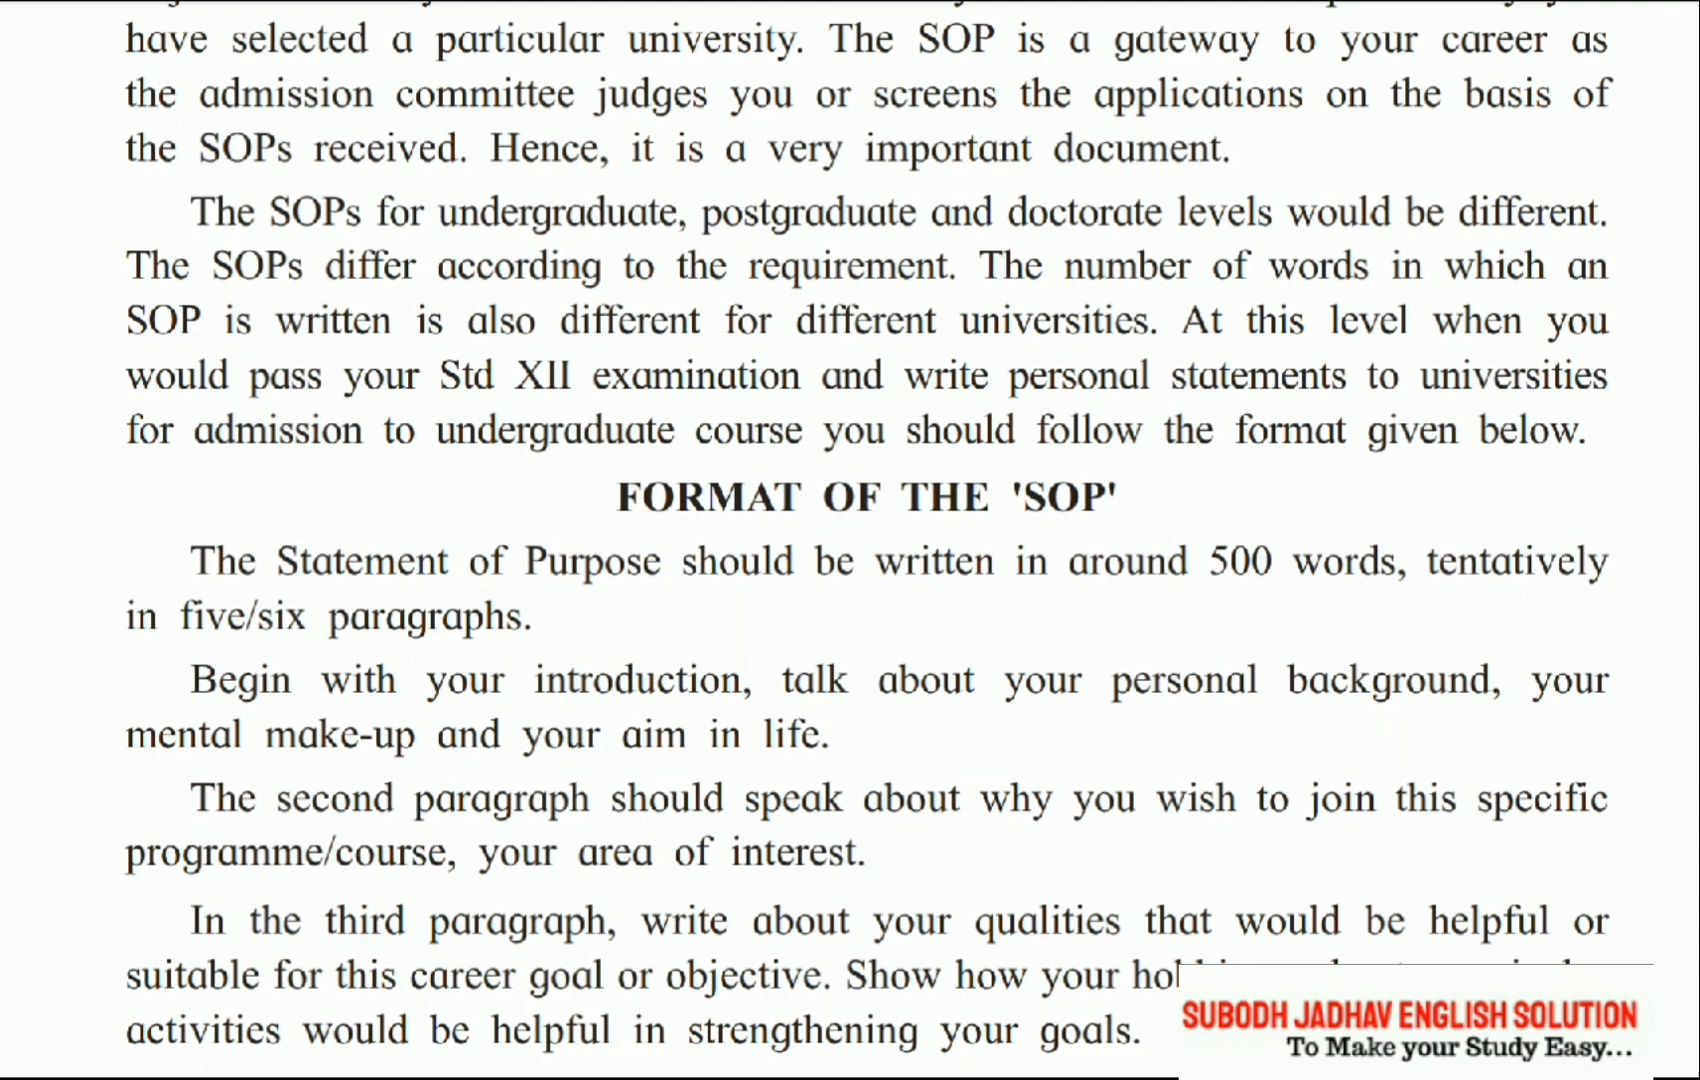 have selected a particular university. The SOP is a gateway to your career as
the admission committee judges you or screens the applications on the basis of
the SOPs received. Hence, it is a very important document.
The SOPs for undergraduate, postgraduate and doctorate levels would be different.
The SOPs differ according to the requirement. The number of words in which an
SOP is written is also different for different universities. At this level when you
would pass your Std XII examination and write personal statements to universities
for admission to undergraduate course you should follow the format given below.
FORMAT OF THE 'SOP'
The Statement of Purpose should be written in around 500 words, tentatively
in five/six paragraphs.
Begin with your introduction, talk about your personal background, your
mental make-up and your aim in life.
The second paragraph should speak about why you wish to join this specific
programme/course, your area of interest.
In the third paragraph, write about your qualities that would be helpful or
suitable for this career goal or objective. Show how your
activities would be helpful in strengthening your goals.
SUBODH JADHAV ENGLISH SOLUTION
To Make your Study Easy...